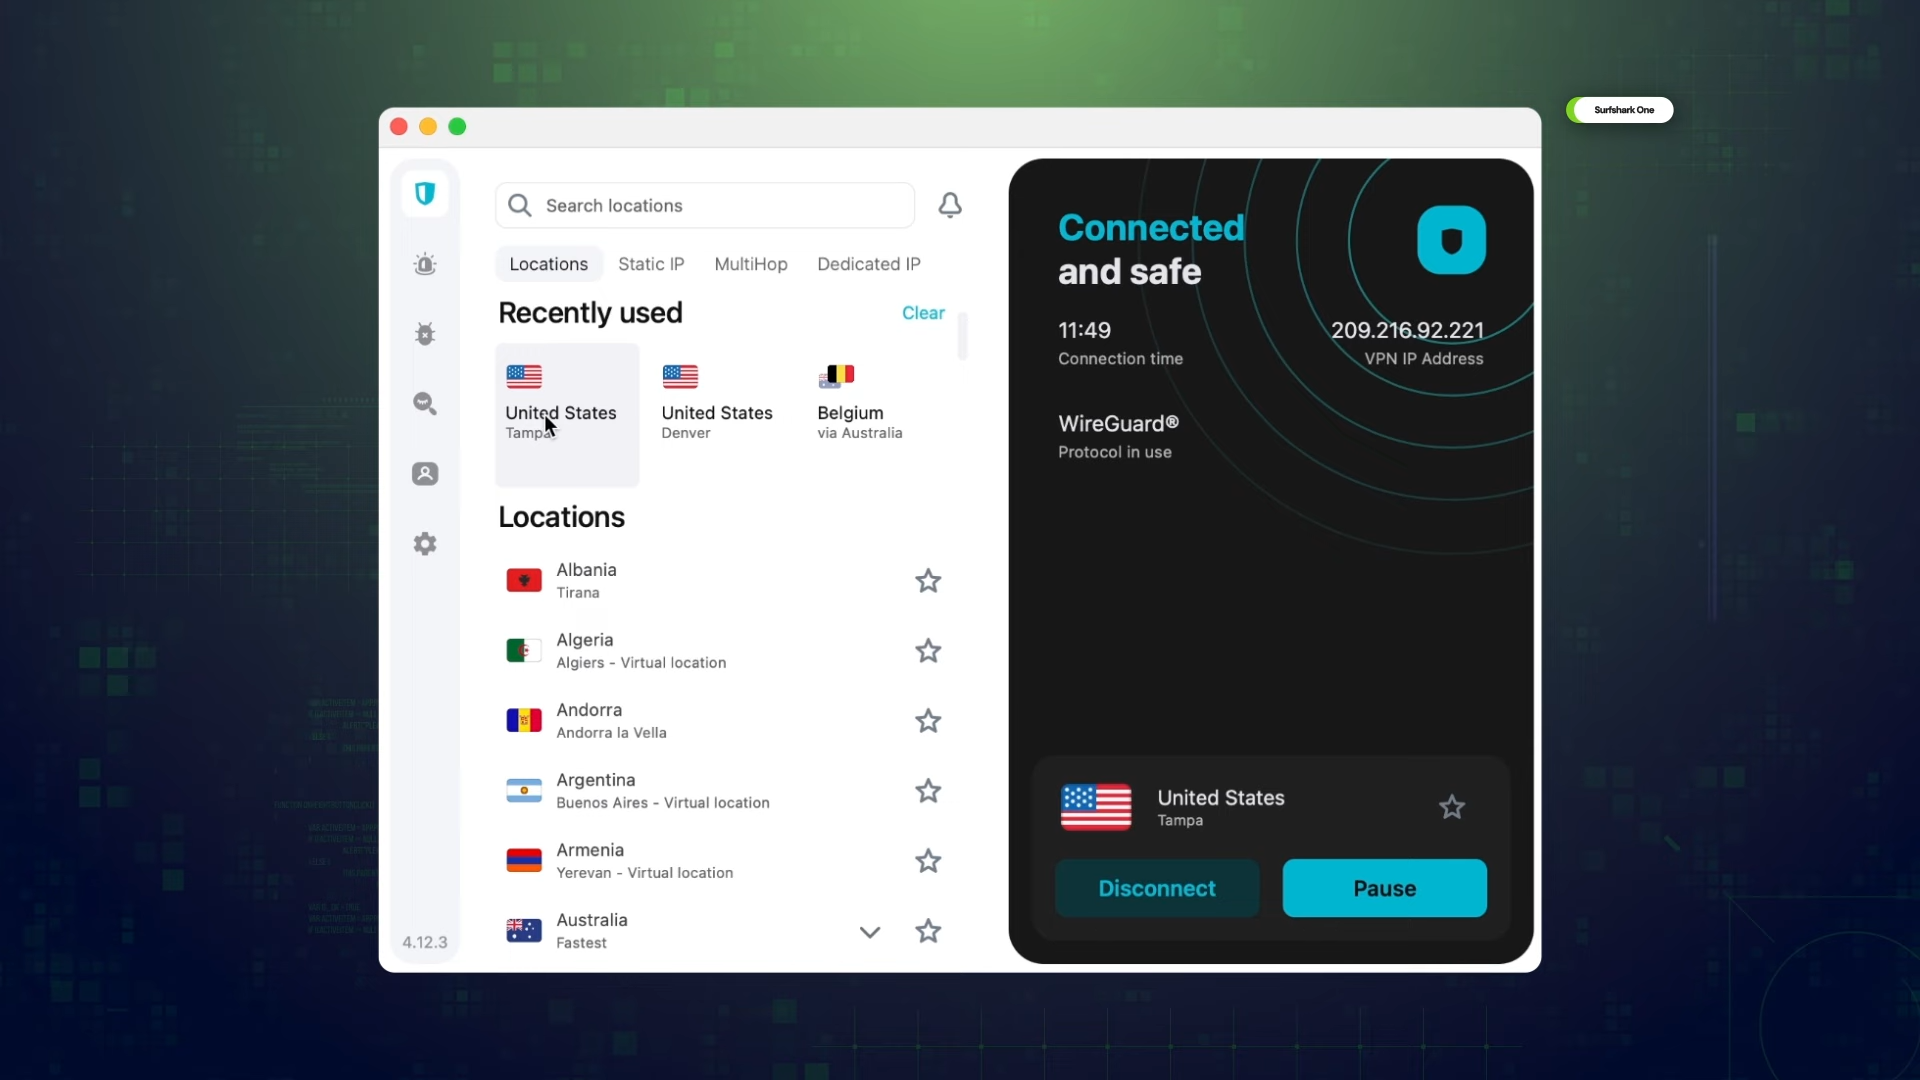 Surfshark One
Search locations
Locations
Static IP
MultiHop
Dedicated IP
Recently used
Clear
United States
Tampa
United States
Denver
Belgium
via Australia
Locations
Albania
Tirana
Algeria
Algiers - Virtual location
Andorra
Andorra la Vella
Argentina
Buenos Aires - Virtual location
Armenia
Yerevan - Virtual location
Australia
Fastest
4.12.3
Connected
and safe
11:49
Connection time
209.216.92.221
VPN IP Address
WireGuard®
Protocol in use
United States
Tampa
Disconnect
Pause